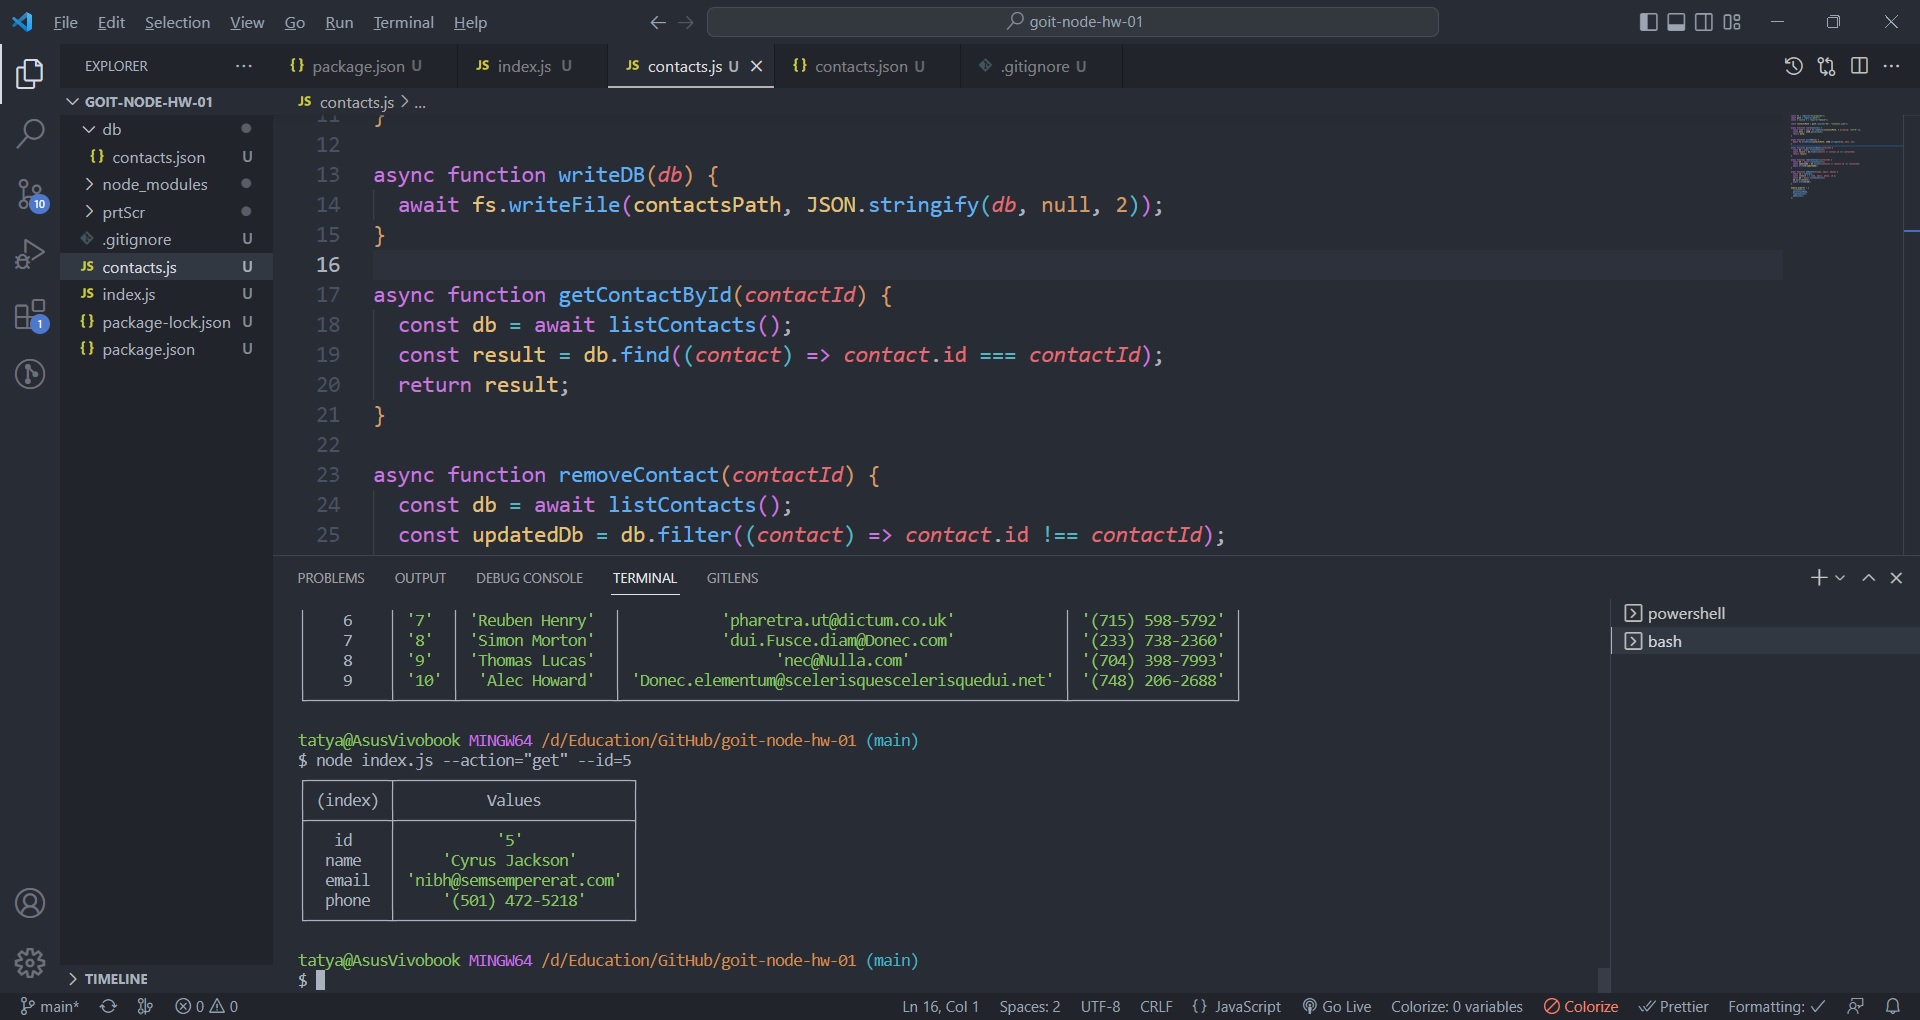 File Edit Selection View Go Run Terminal Help
goit-node-hw-01
EXPLORER
GOIT-NODE-HW-01
db
{} contacts.json U
node_modules
prtScr
.gitignore U
JS contacts.js U
JS index.js U
{} package-lock.json U
{} package.json U
TIMELINE
10
1
{} package.json U JS index.js U JS contacts.js U {} contacts.json U .gitignore U
JS contacts.js > ...
11 }
12
13 async function writeDB(db) {
14 await fs.writeFile(contactsPath, JSON.stringify(db, null, 2));
15 }
16
17 async function getContactById(contactId) {
18 const db = await listContacts();
19 const result = db.find((contact) => contact.id === contactId);
20 return result;
21 }
22
23 async function removeContact(contactId) {
24 const db = await listContacts();
25 const updatedDb = db.filter((contact) => contact.id !== contactId);
PROBLEMS OUTPUT DEBUG CONSOLE TERMINAL GITLENS
6 '7' 'Reuben Henry' 'pharetra.ut@dictum.co.uk' '(715) 598-5792'
7 '8' 'Simon Morton' 'dui.Fusce.diam@Donec.com' '(233) 738-2360'
8 '9' 'Thomas Lucas' 'nec@Nulla.com' '(704) 398-7993'
9 '10' 'Alec Howard' 'Donec.elementum@scelerisquescelerisquedui.net' '(748) 206-2688'
tatya@AsusVivobook MINGW64 /d/Education/GitHub/goit-node-hw-01 (main)
$ node index.js --action="get" --id=5
(index) Values
id '5'
name 'Cyrus Jackson'
email 'nibh@semsempererat.com'
phone '(501) 472-5218'
tatya@AsusVivobook MINGW64 /d/Education/GitHub/goit-node-hw-01 (main)
$
powershell
bash
main* 0 0 Ln 16, Col 1 Spaces: 2 UTF-8 CRLF {} JavaScript Go Live Colorize: 0 variables Colorize Prettier Formatting: